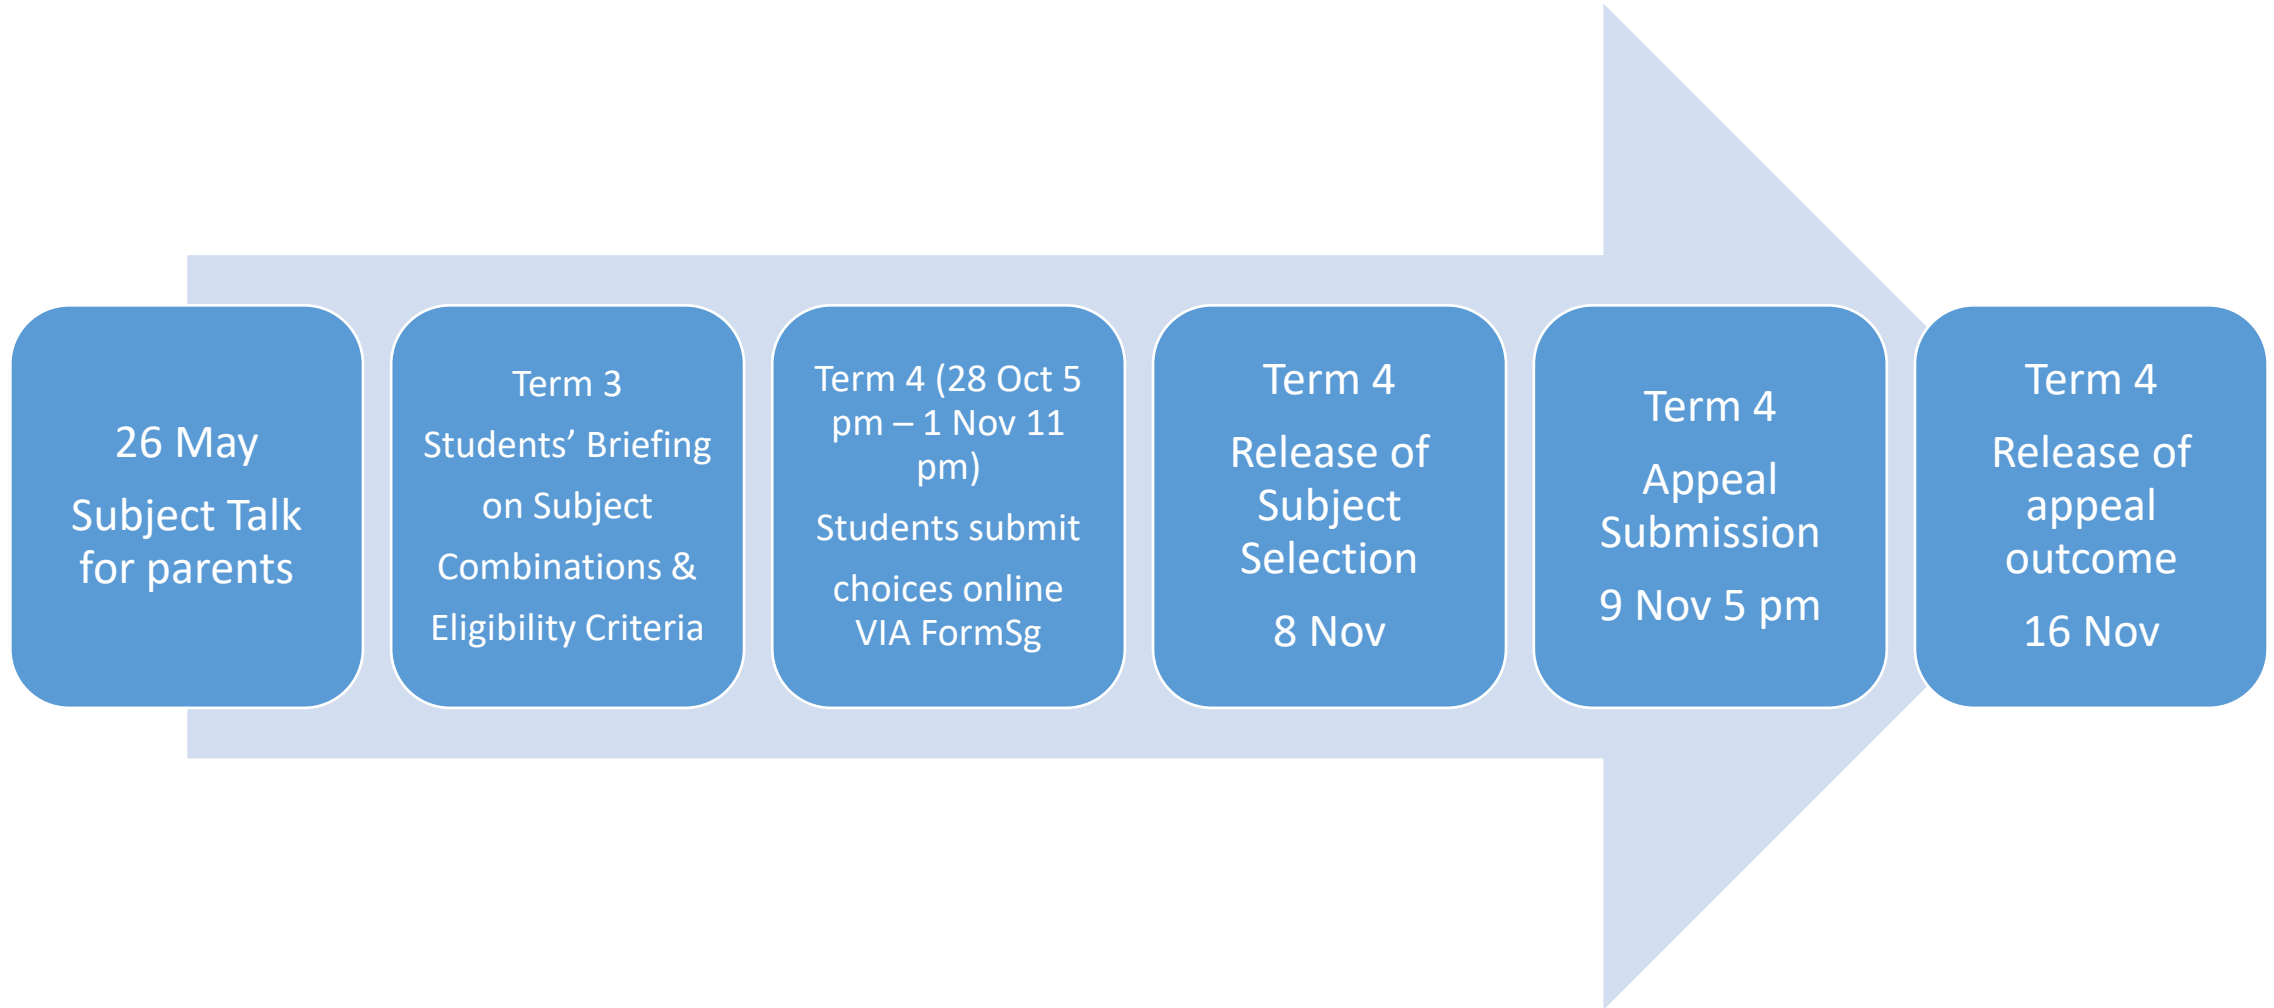 26 May
Subject Talk
for parents
Term 3
Students’ Briefing
on Subject
Combinations &
Eligibility Criteria
Term 4 (28 Oct 5
pm – 1 Nov 11
pm)
Students submit
choices online
VIA FormSg
Term 4
Release of
Subject
Selection
8 Nov
Term 4
Appeal
Submission
9 Nov 5 pm
Term 4
Release of
appeal
outcome
16 Nov